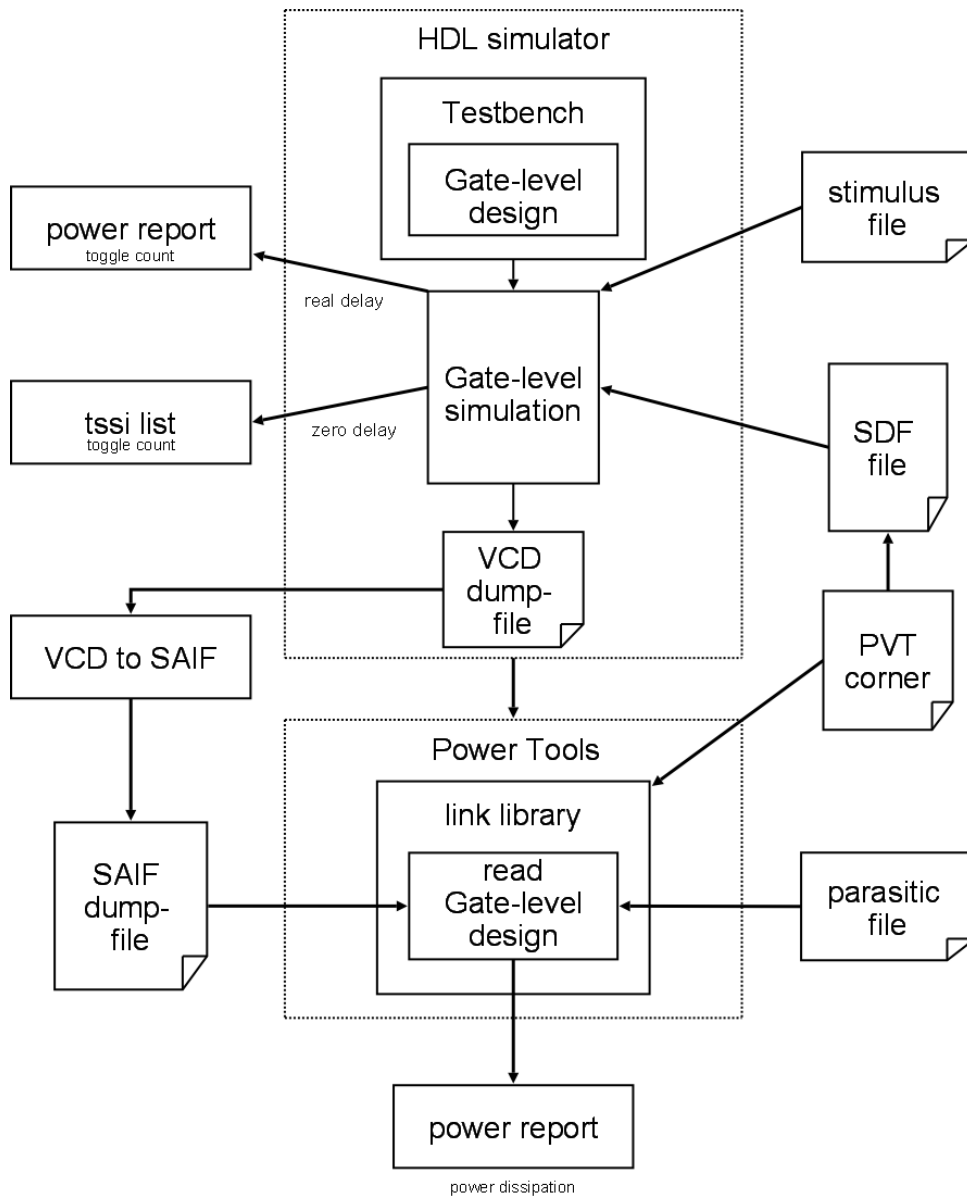 HDL simulator
Testbench
Gate-level
design
stimulus
file
power report
toggle count
real delay
Gate-level
simulation
tssi list
toggle count
zero delay
SDF
file
VCD
dump-
file
VCD to SAIF
PVT
corner
Power Tools
link library
read
Gate-level
design
SAIF
dump-
file
parasitic
file
power report
power dissipation